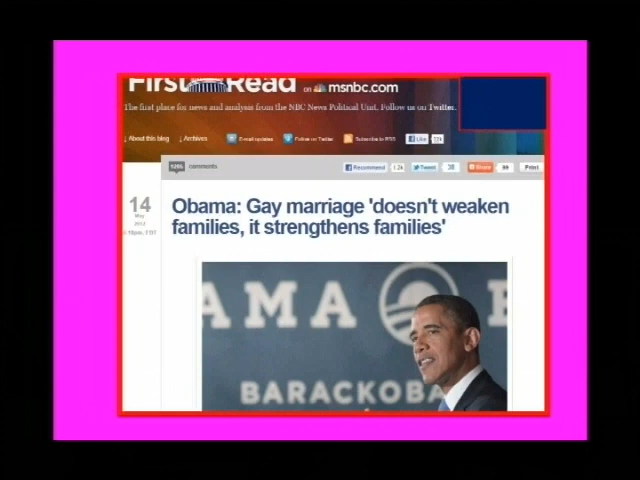 First Read on msnbc.com
The first place for news and analysis from the NBC News Political Unit. Follow us on Twitter.
↓ About this blog ↓ Archives E-mail updates Follow on Twitter Subscribe to RSS Like
comments Recommend Tweet Share Print
14
May
2012
Obama: Gay marriage 'doesn't weaken
families, it strengthens families'
AMA
BARACKOBA